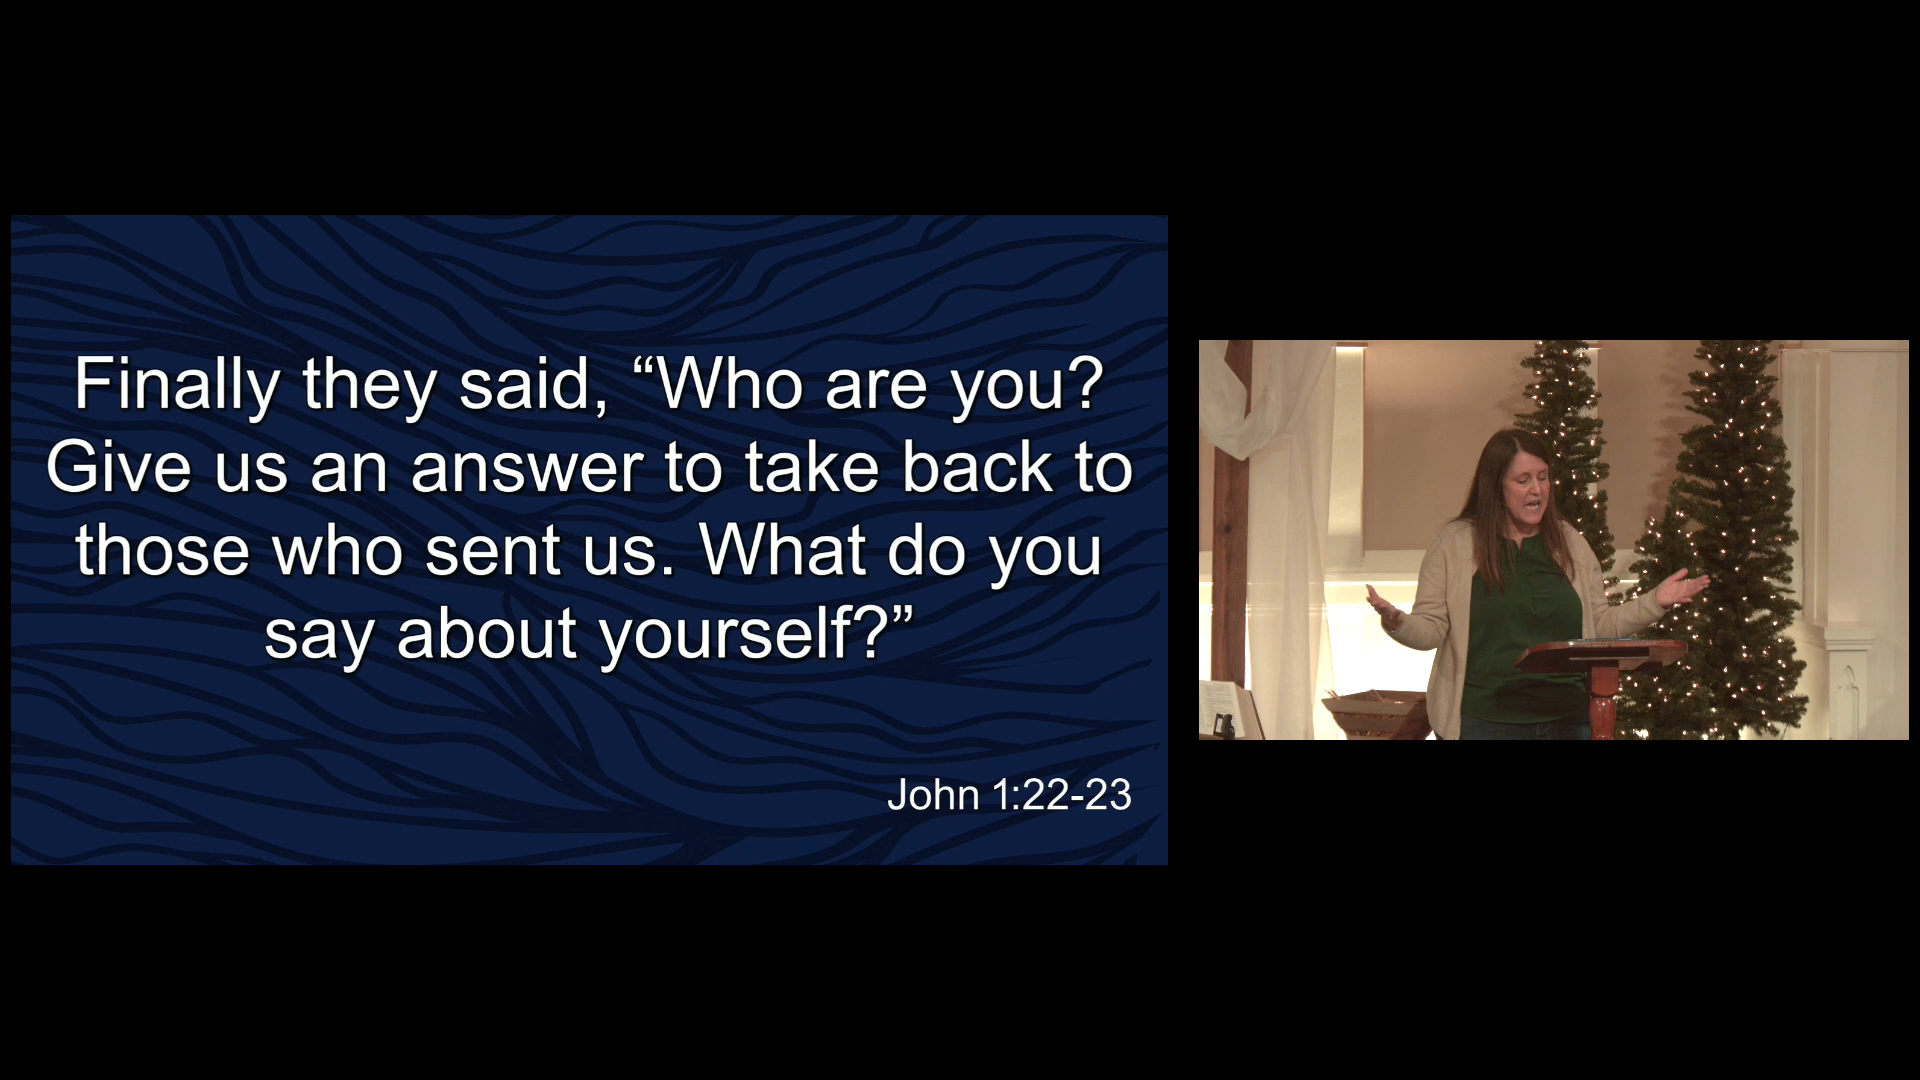 Finally they said, “Who are you?
Give us an answer to take back to
those who sent us. What do you
say about yourself?”
John 1:22-23